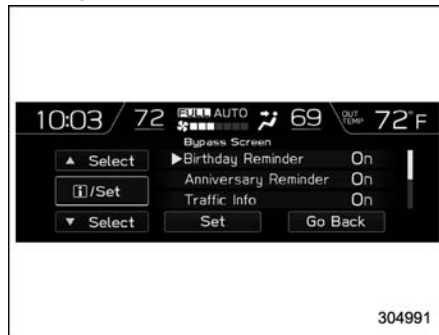 10:03 72 FULL AUTO 69 OUT TEMP 72°F
Bypass Screen
▲ Select ▶Birthday Reminder On
i/Set Anniversary Reminder On
Traffic Info On
▼ Select Set Go Back
304991